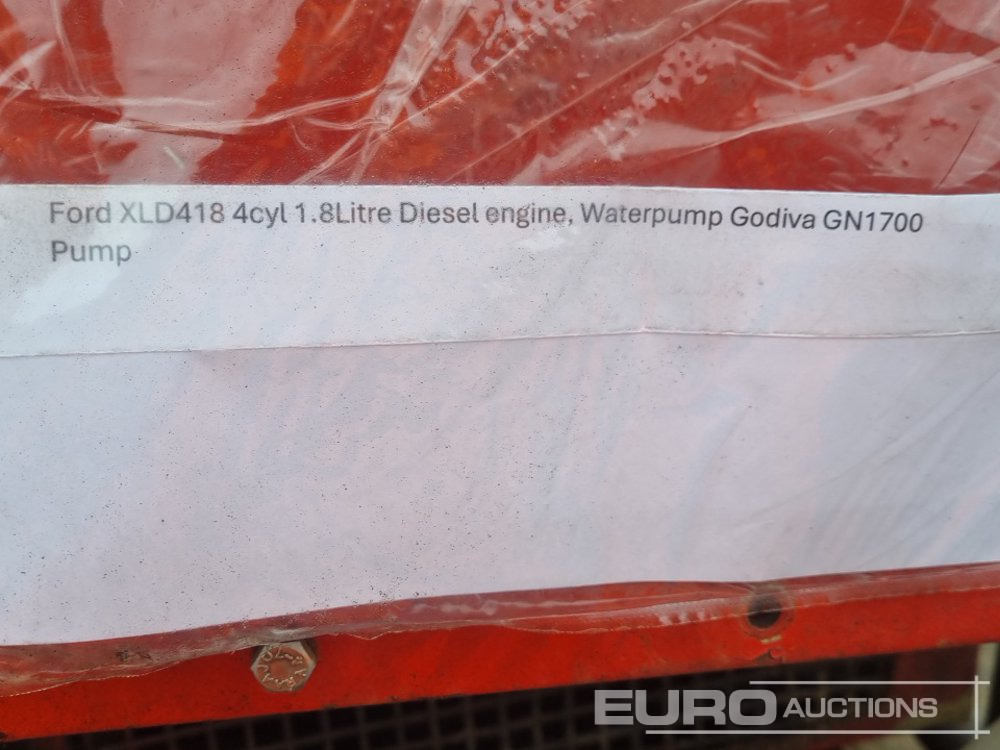 Ford XLD418 4cyl 1.8Litre Diesel engine, Waterpump Godiva GN1700
Pump
EURO AUCTIONS